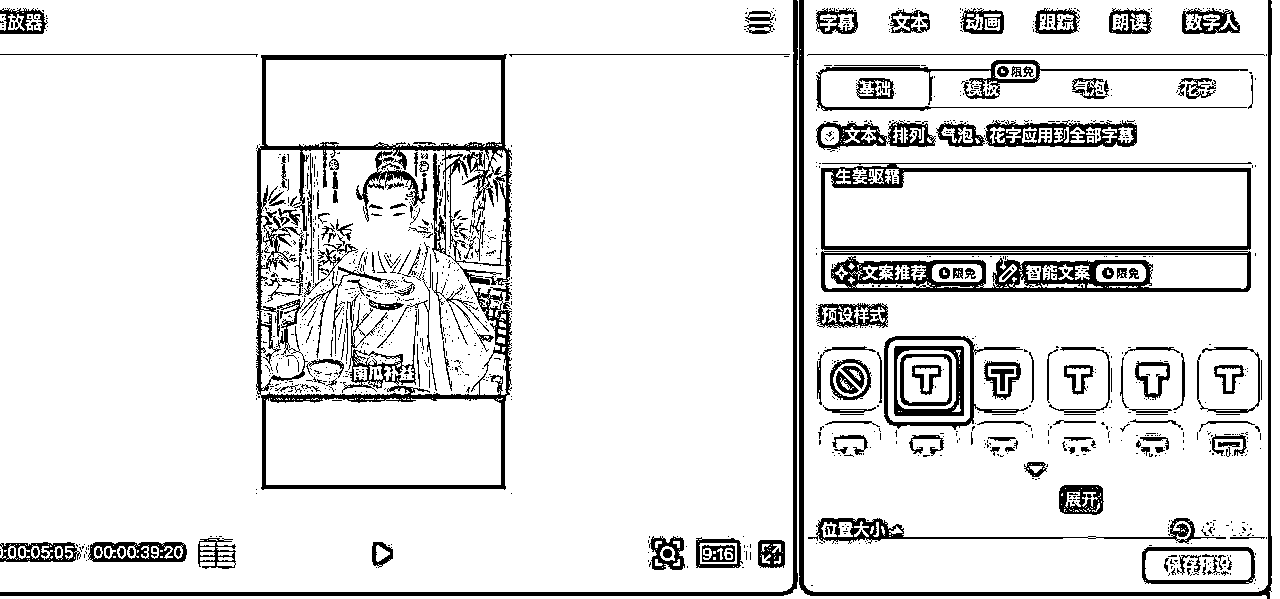 播放器
字幕 文本 动画 跟踪 朗读 数字人
限免
基础 模板 气泡 花字
文本、排列、气泡、花字应用到全部字幕
生姜驱霜
文案推荐 限免 智能文案 限免
预设样式
南瓜补益
展开
位置大小
00:00:05:05 00:00:39:20 9:16
保存预设